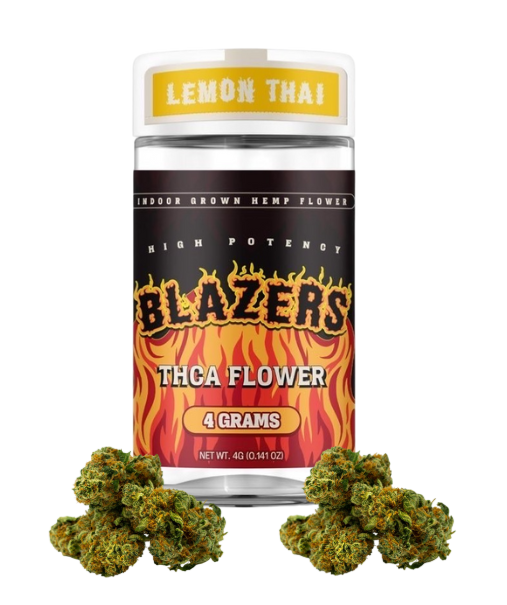 LEMON THAI
INDOOR GROWN HEMP FLOWER
HIGH POTENCY
BLAZERS
THCA FLOWER
4 GRAMS
NET WT. 4G (0.141 OZ)